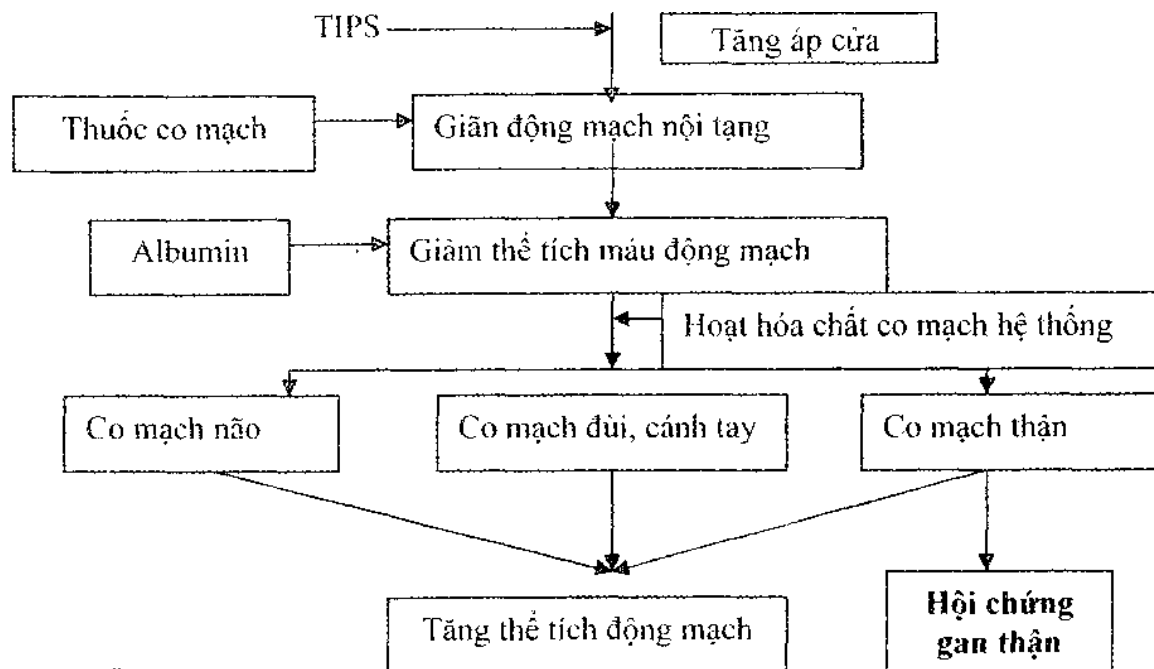 TIPS
Tăng áp cửa
Thuốc co mạch
Giãn động mạch nội tạng
Albumin
Giảm thể tích máu động mạch
Hoạt hóa chất co mạch hệ thống
Co mạch não
Co mạch đùi, cánh tay
Co mạch thận
Tăng thể tích động mạch
Hội chứng
gan thận